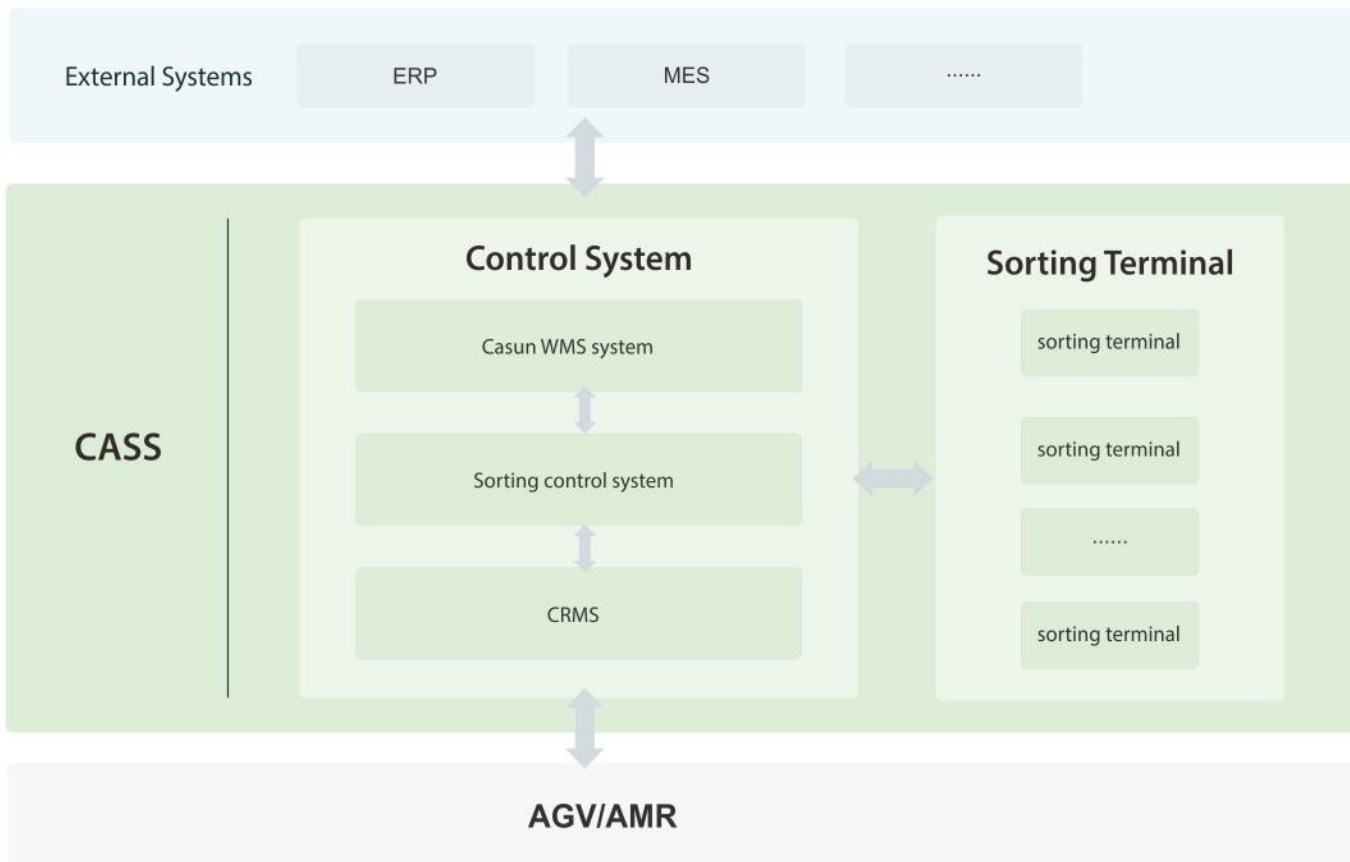 External Systems
ERP
MES
······
CASS
Control System
Casun WMS system
Sorting control system
CRMS
Sorting Terminal
sorting terminal
sorting terminal
······
sorting terminal
AGV/AMR